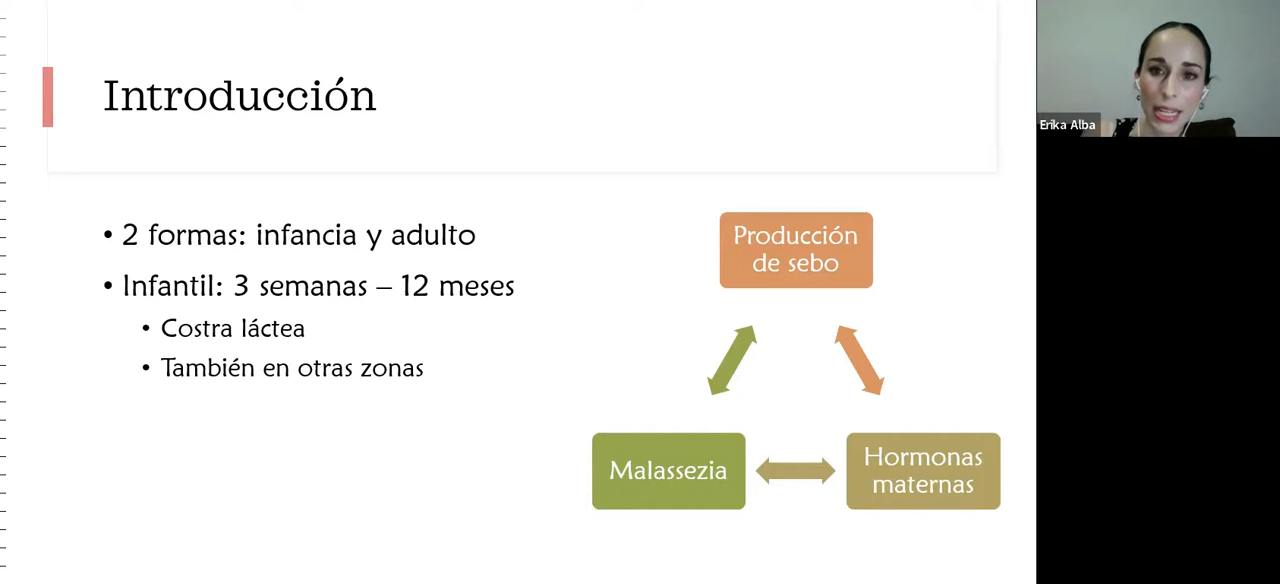 Introducción
• 2 formas: infancia y adulto
• Infantil: 3 semanas – 12 meses
• Costra láctea
• También en otras zonas
Producción
de sebo
Malassezia
Hormonas
maternas
Erika Alba